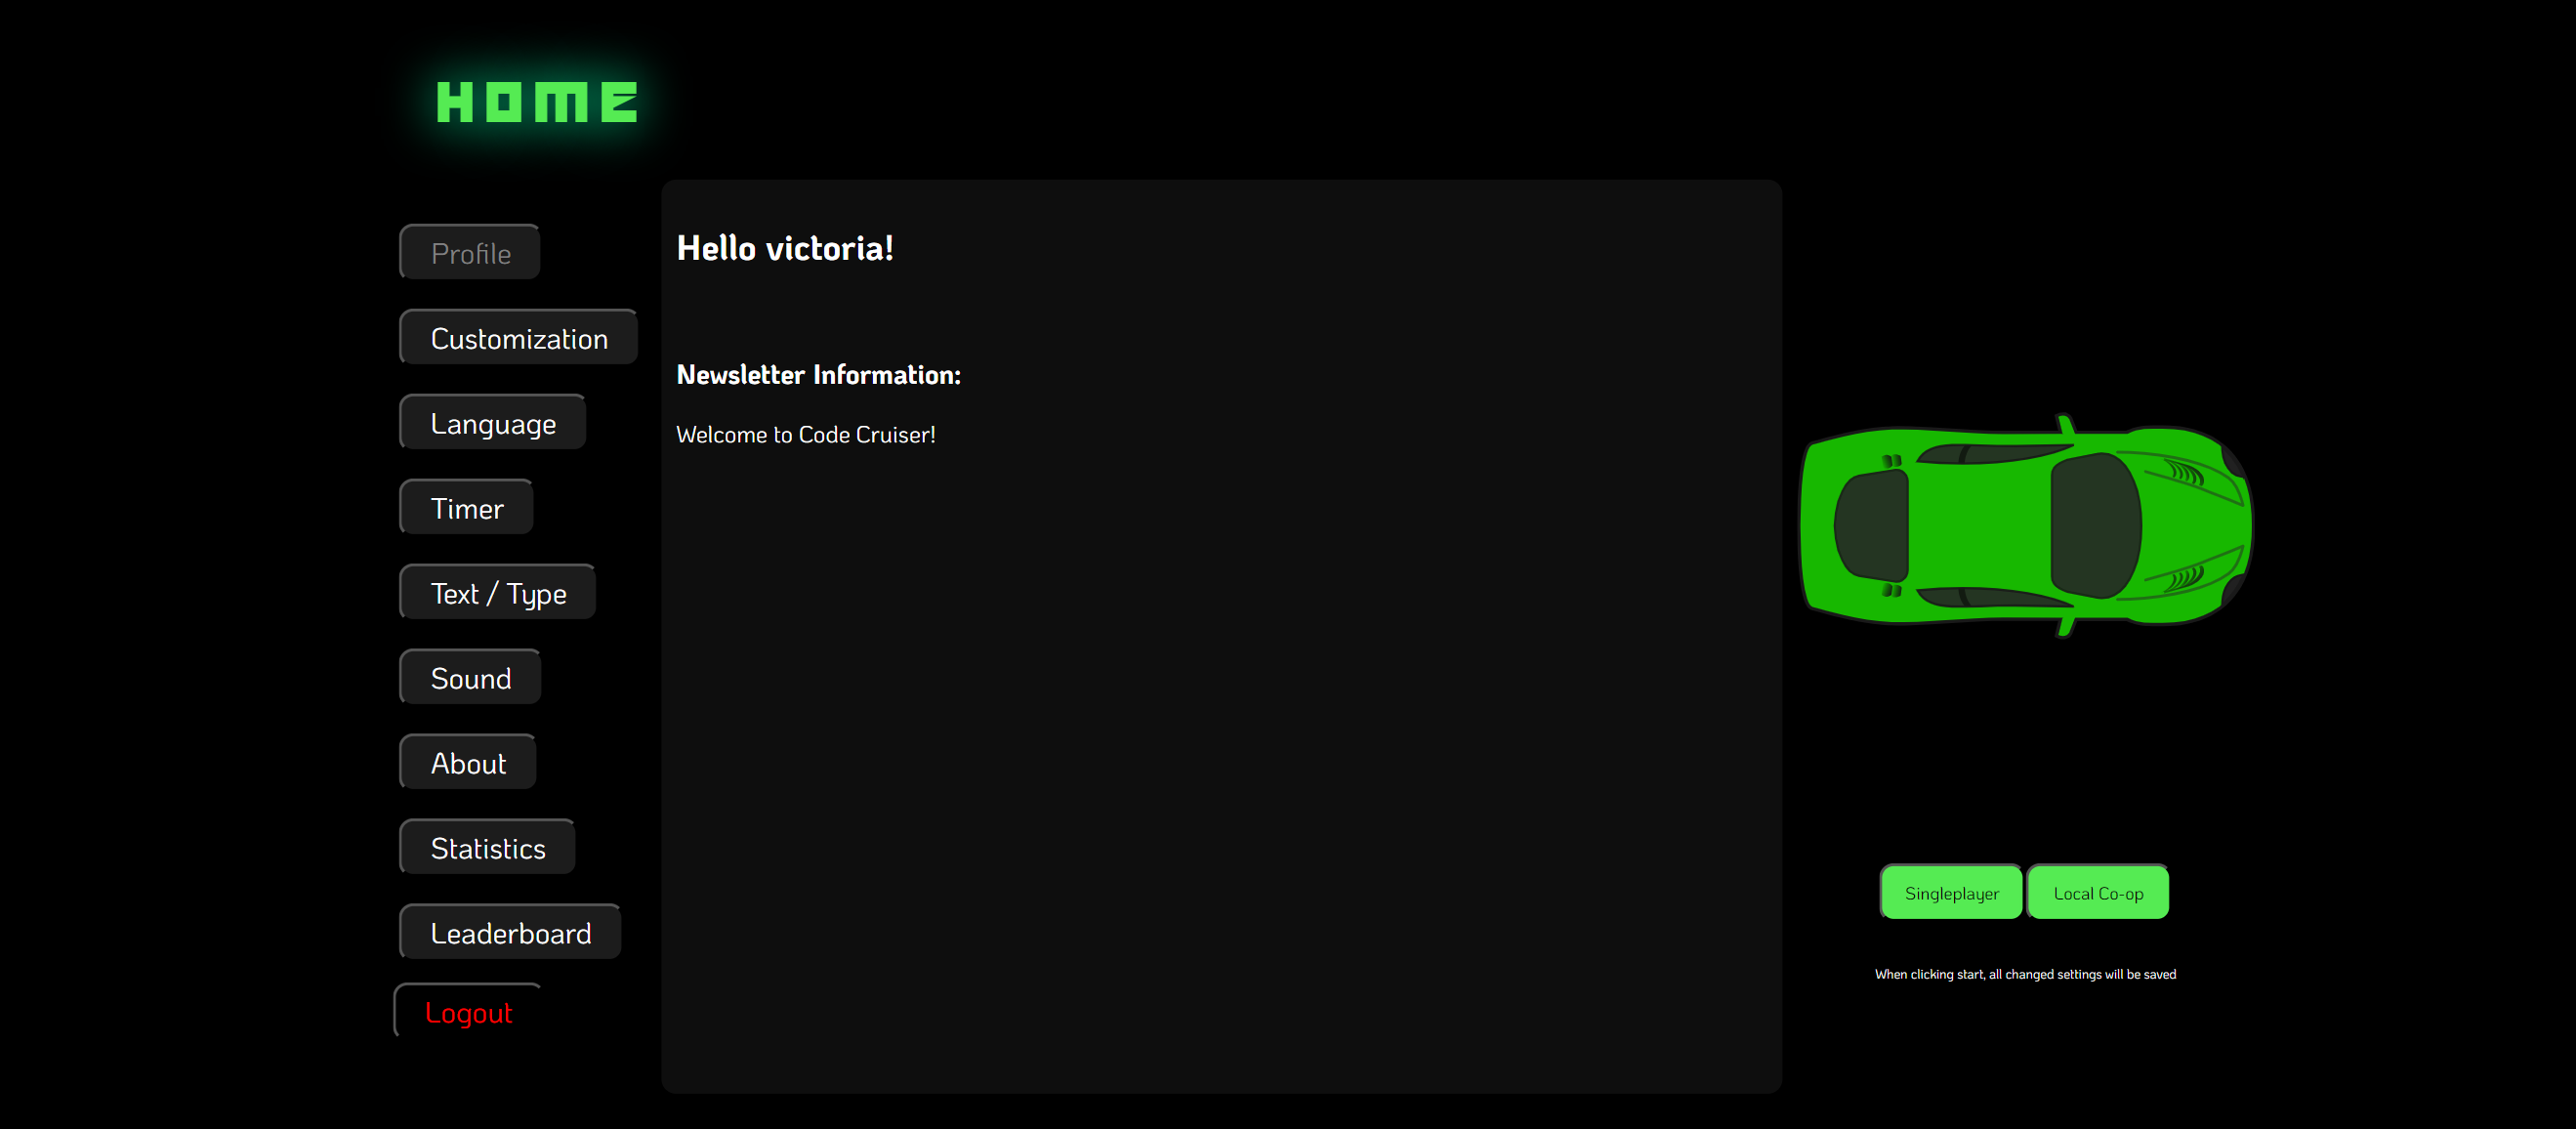 HOME
Profile
Customization
Language
Timer
Text / Type
Sound
About
Statistics
Leaderboard
Logout
Hello victoria!
Newsletter Information:
Welcome to Code Cruiser!
Singleplayer
Local Co-op
When clicking start, all changed settings will be saved